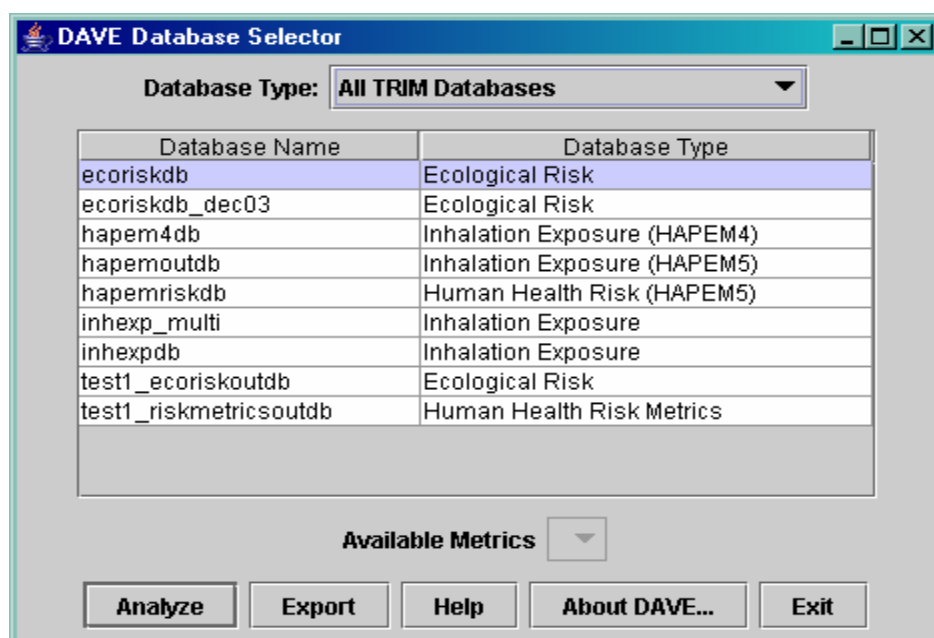 DAVE Database Selector
Database Type: All TRIM Databases
Database Name Database Type
ecoriskdb Ecological Risk
ecoriskdb_dec03 Ecological Risk
hapem4db Inhalation Exposure (HAPEM4)
hapemoutdb Inhalation Exposure (HAPEM5)
hapemriskdb Human Health Risk (HAPEM5)
inhexp_multi Inhalation Exposure
inhexpdb Inhalation Exposure
test1_ecoriskoutdb Ecological Risk
test1_riskmetricsoutdb Human Health Risk Metrics
Available Metrics
Analyze Export Help About DAVE... Exit